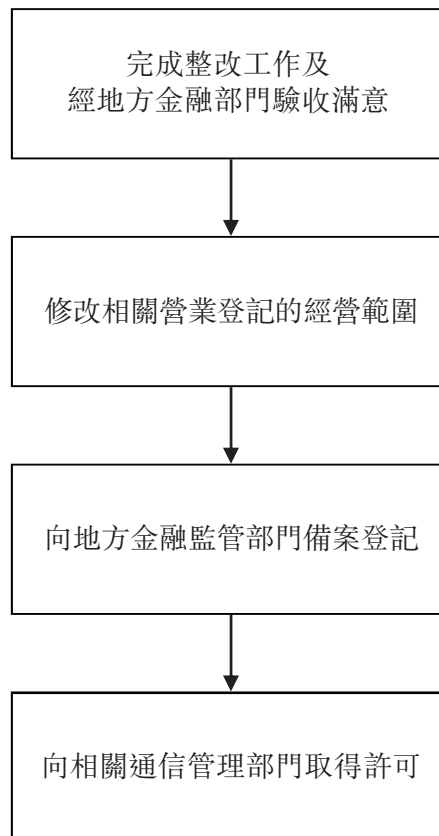 完成整改工作及
經地方金融部門驗收滿意
修改相關營業登記的經營範圍
向地方金融監管部門備案登記
向相關通信管理部門取得許可